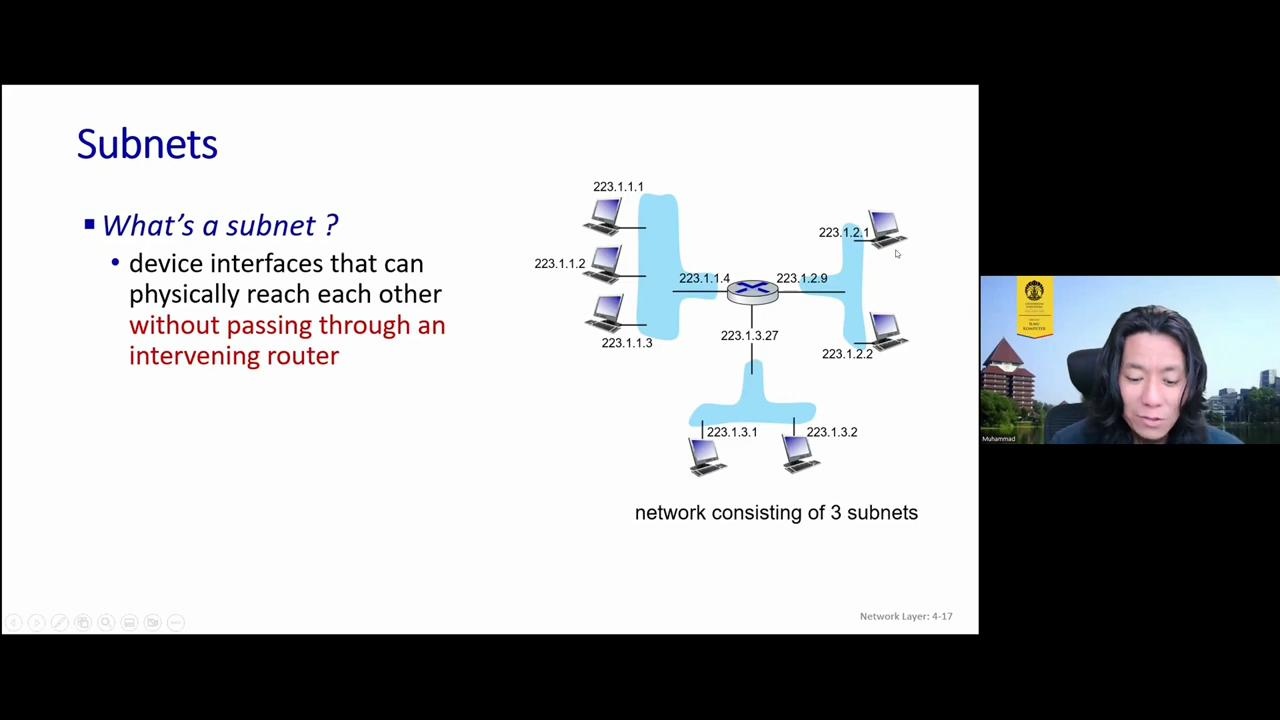 Subnets
What's a subnet ?
device interfaces that can
physically reach each other
without passing through an
intervening router
223.1.1.1
223.1.1.2
223.1.1.3
223.1.1.4
223.1.2.9
223.1.2.1
223.1.2.2
223.1.3.27
223.1.3.1
223.1.3.2
network consisting of 3 subnets
Network Layer: 4-17
ILMU
KOMPUTER
Muhammad